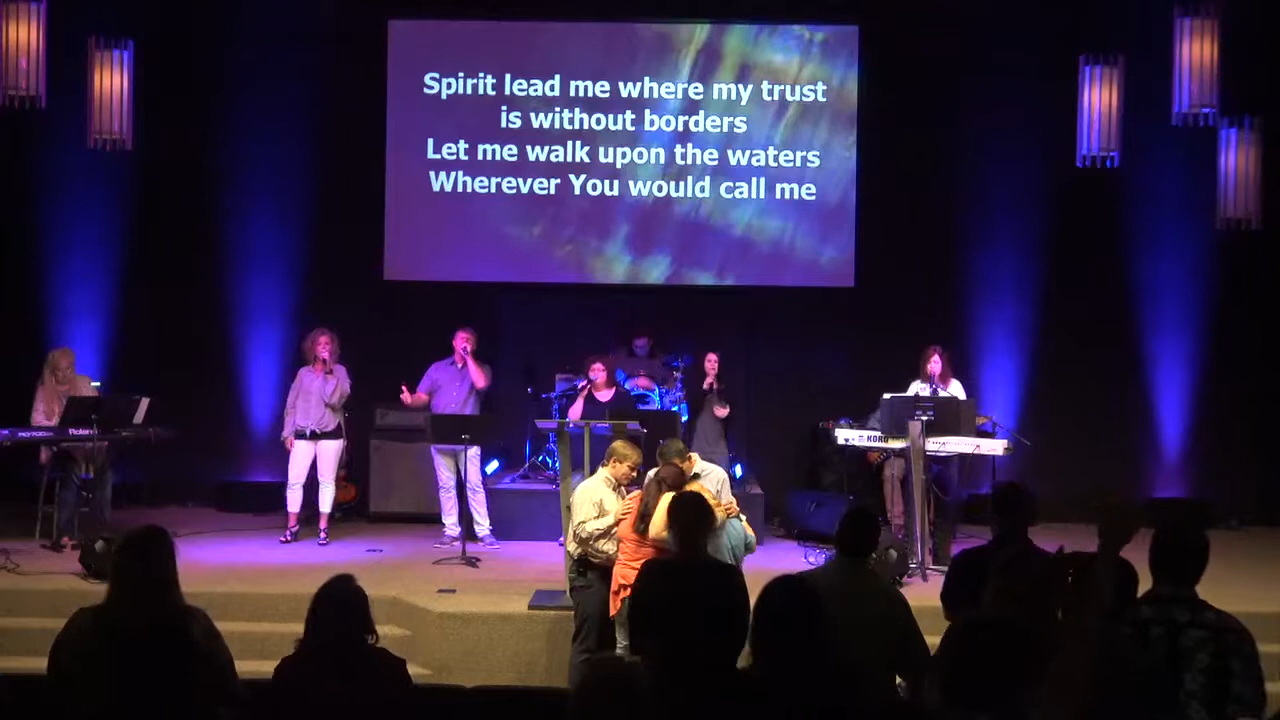 Spirit lead me where my trust
is without borders
Let me walk upon the waters
Wherever You would call me
Roland
KORG